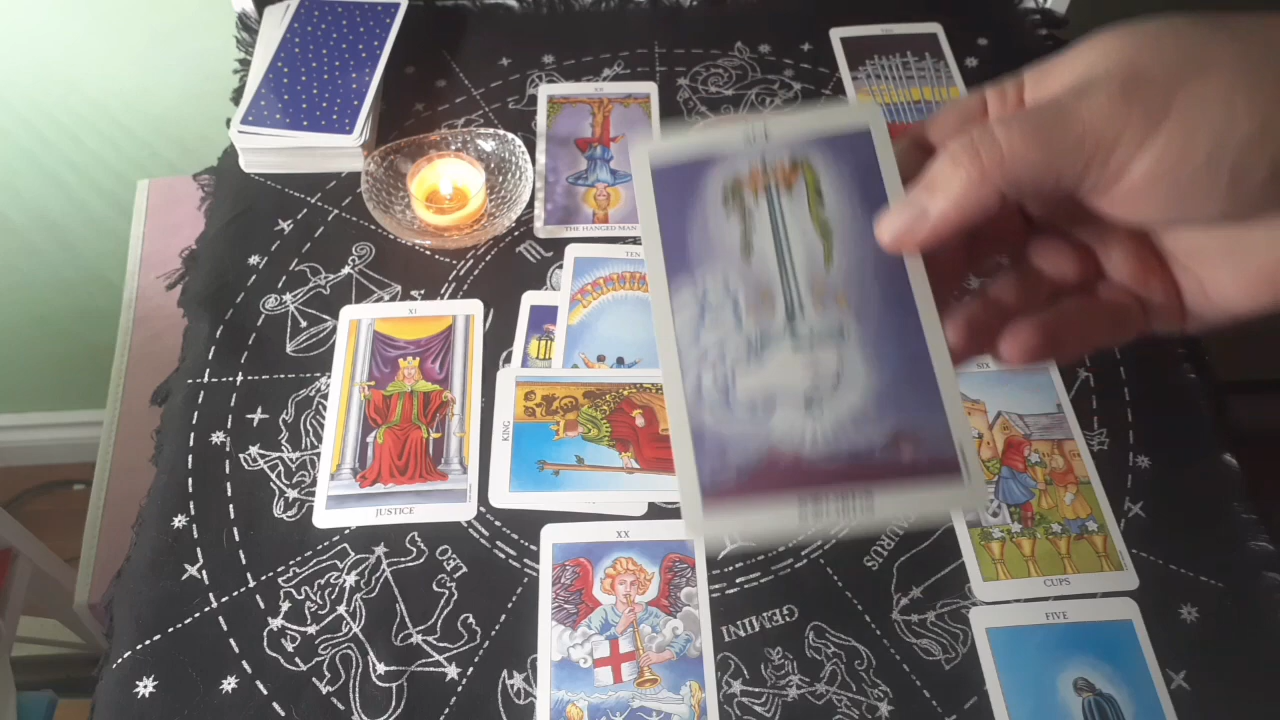 XX
THE HANGED MAN
TEN
XI
JUSTICE
KING
SIX
CUPS
XX
FIVE
LEO
GEMINI
TAURUS